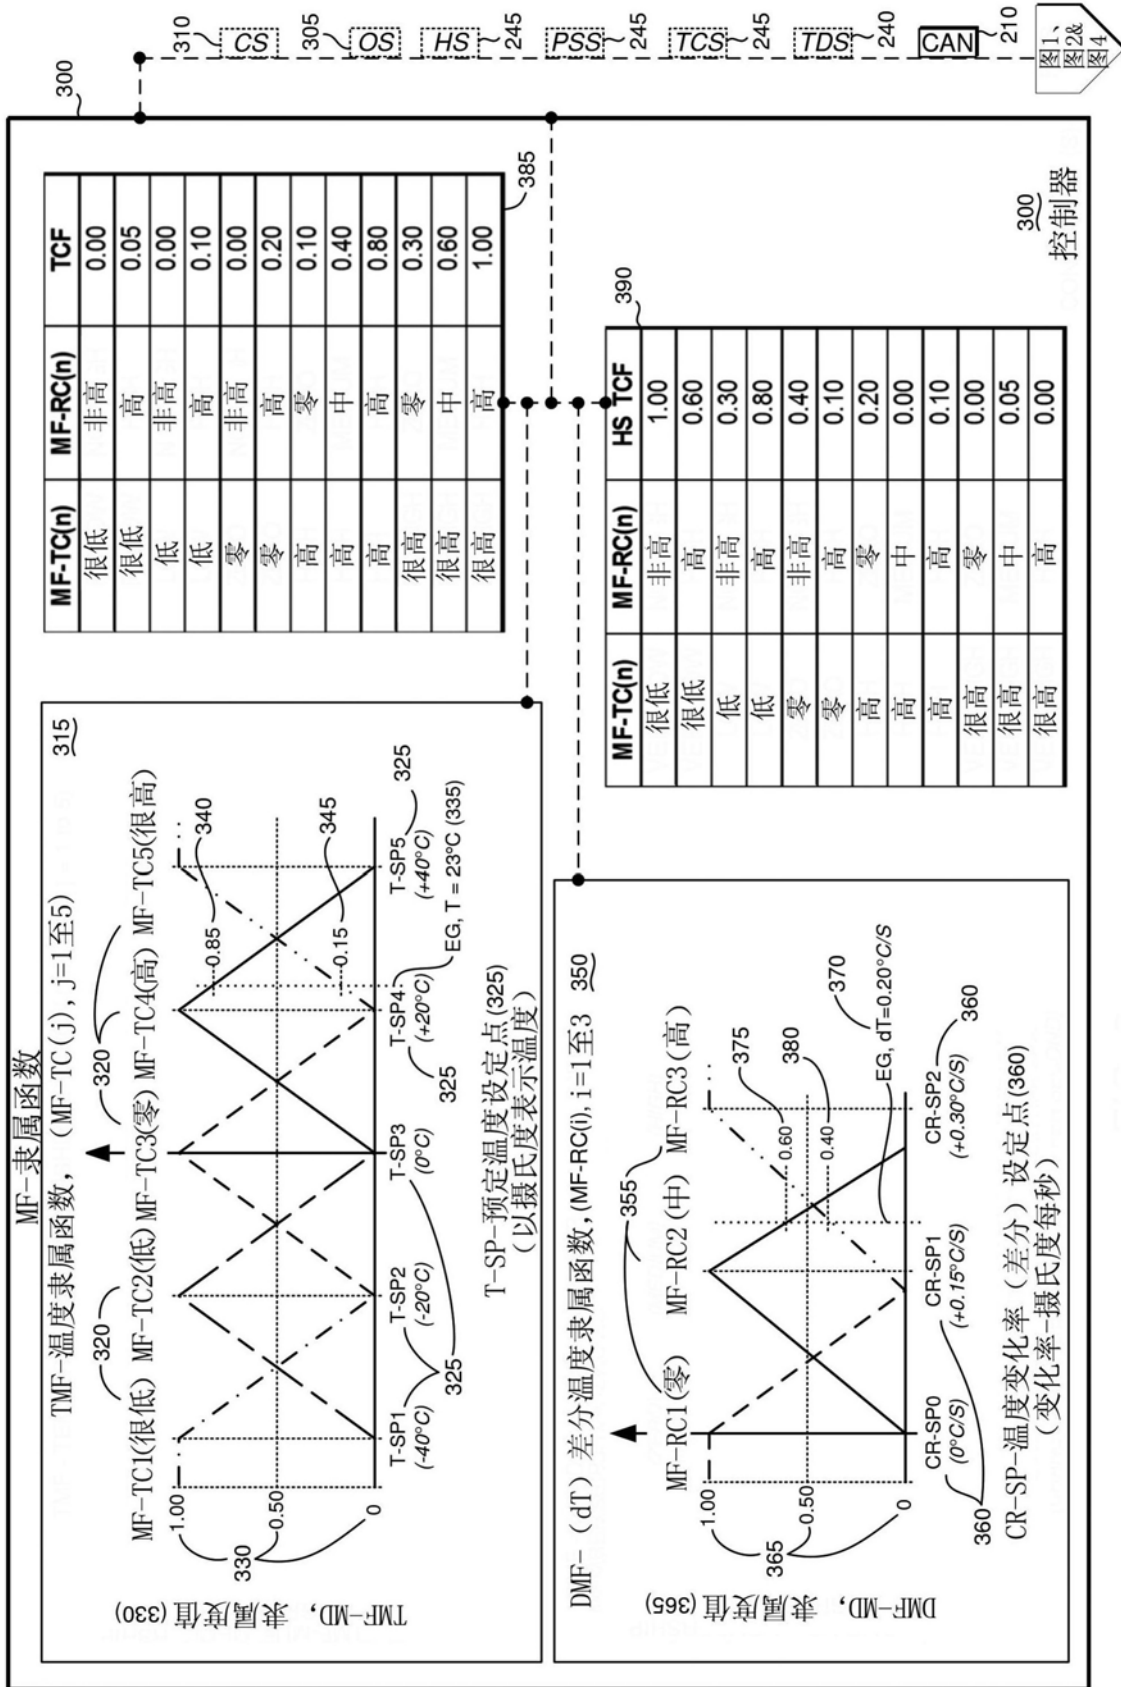 MF-隶属函数
TMF-温度隶属函数, (MF-TC(j), j=1至5)
315
320
320
MF-TC1(很低) MF-TC2(低) MF-TC3(零) MF-TC4(高) MF-TC5(很高)
TMF-MD, 隶属度值(330)
1.00
0.50
0
330
340
0.85
345
0.15
T-SP1
(-40°C)
T-SP2
(-20°C)
T-SP3
(0°C)
T-SP4
(+20°C)
T-SP5
(+40°C)
325
325
325
EG, T = 23°C (335)
T-SP-预定温度设定点(325)
(以摄氏度表示温度)
MF-TC(n) MF-RC(n) TCF
很低 非高 0.00
很低 高 0.05
低 非高 0.00
低 高 0.10
零 非高 0.00
零 高 0.20
高 零 0.10
高 中 0.40
高 高 0.80
很高 零 0.30
很高 中 0.60
很高 高 1.00
385
DMF-(dT)差分温度隶属函数,(MF-RC(i), i=1至3
350
355
MF-RC1(零) MF-RC2(中) MF-RC3(高)
DMF-MD, 隶属度值(365)
1.00
0.50
0
365
375
0.60
380
0.40
370
EG, dT=0.20°C/S
CR-SP0
(0°C/S)
CR-SP1
(+0.15°C/S)
CR-SP2
(+0.30°C/S)
360
360
CR-SP-温度变化率(差分)设定点(360)
(变化率-摄氏度每秒)
MF-TC(n) MF-RC(n) HS TCF
很低 非高 1.00
很低 高 0.60
低 非高 0.30
低 高 0.80
零 非高 0.40
零 高 0.10
高 零 0.20
高 中 0.00
高 高 0.10
很高 零 0.00
很高 中 0.05
很高 高 0.00
390
300
控制器
300
310
CS
305
OS
HS
245
PSS
245
TCS
245
TDS
240
CAN
210
图1、
图2&
图4